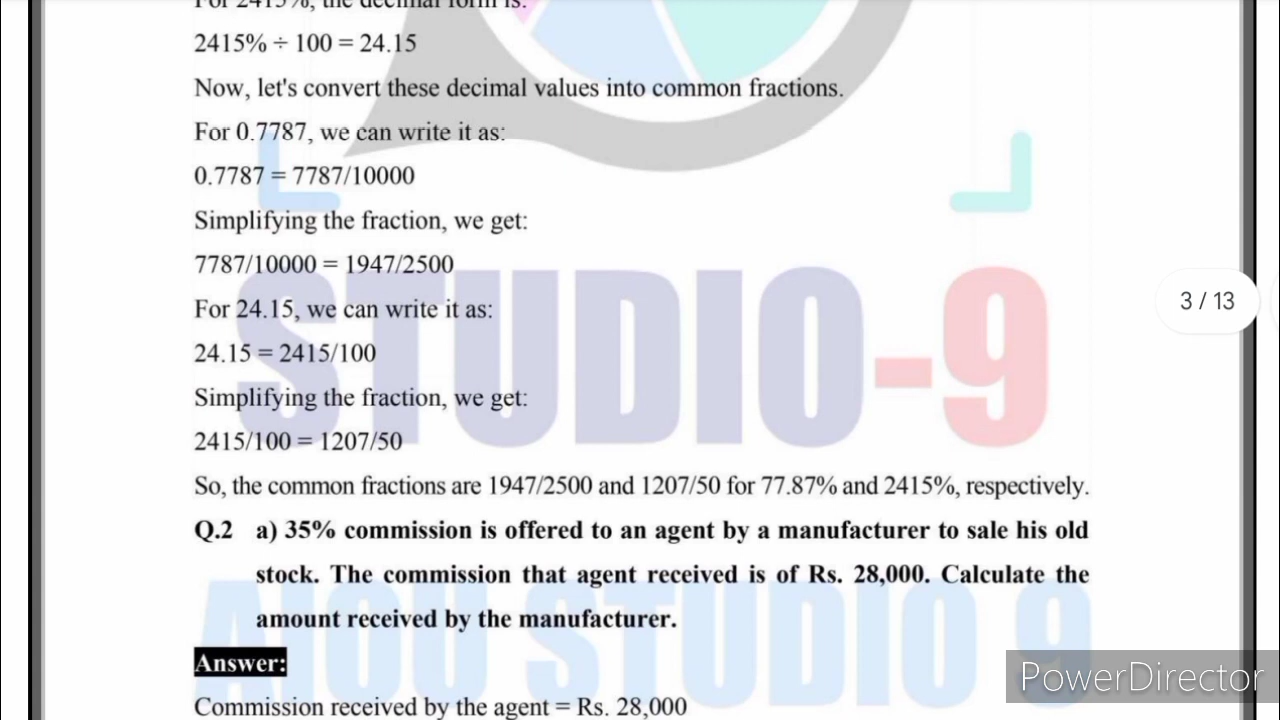 For 2415%, the decimal form is:
2415% ÷ 100 = 24.15
Now, let's convert these decimal values into common fractions.
For 0.7787, we can write it as:
0.7787 = 7787/10000
Simplifying the fraction, we get:
7787/10000 = 1947/2500
For 24.15, we can write it as:
24.15 = 2415/100
Simplifying the fraction, we get:
2415/100 = 1207/50
So, the common fractions are 1947/2500 and 1207/50 for 77.87% and 2415%, respectively.
Q.2 a) 35% commission is offered to an agent by a manufacturer to sale his old
stock. The commission that agent received is of Rs. 28,000. Calculate the
amount received by the manufacturer.
Answer:
Commission received by the agent = Rs. 28,000
STUDIO-9
AIOU STUDIO 9
3 / 13
PowerDirector